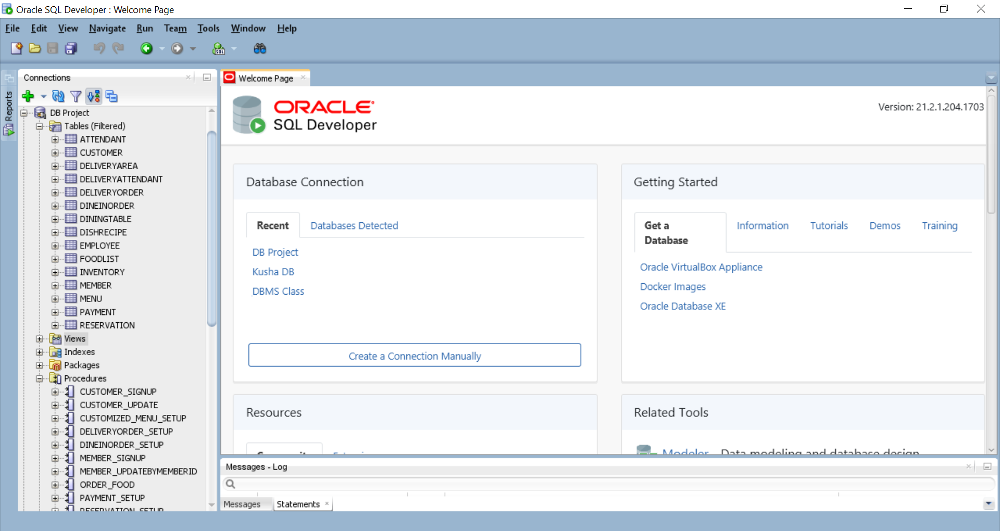 Oracle SQL Developer : Welcome Page
File Edit View Navigate Run Team Tools Window Help
SQL
Reports
Connections
DB Project
Tables (Filtered)
ATTENDANT
CUSTOMER
DELIVERYAREA
DELIVERYATTENDANT
DELIVERYORDER
DINEINORDER
DININGTABLE
DISHRECIPE
EMPLOYEE
FOODLIST
INVENTORY
MEMBER
MENU
PAYMENT
RESERVATION
Views
Indexes
Packages
Procedures
CUSTOMER_SIGNUP
CUSTOMER_UPDATE
CUSTOMIZED_MENU_SETUP
DELIVERYORDER_SETUP
DINEINORDER_SETUP
MEMBER_SIGNUP
MEMBER_UPDATEBYMEMBERID
ORDER_FOOD
PAYMENT_SETUP
RESERVATION_SETUP
Welcome Page
ORACLE
SQL Developer
Version: 21.2.1.204.1703
Database Connection
Recent Databases Detected
DB Project
Kusha DB
DBMS Class
Create a Connection Manually
Getting Started
Get a
Database
Information Tutorials Demos Training
Oracle VirtualBox Appliance
Docker Images
Oracle Database XE
Resources
Related Tools
Modeler Data modeling and database design
Messages - Log
Messages Statements